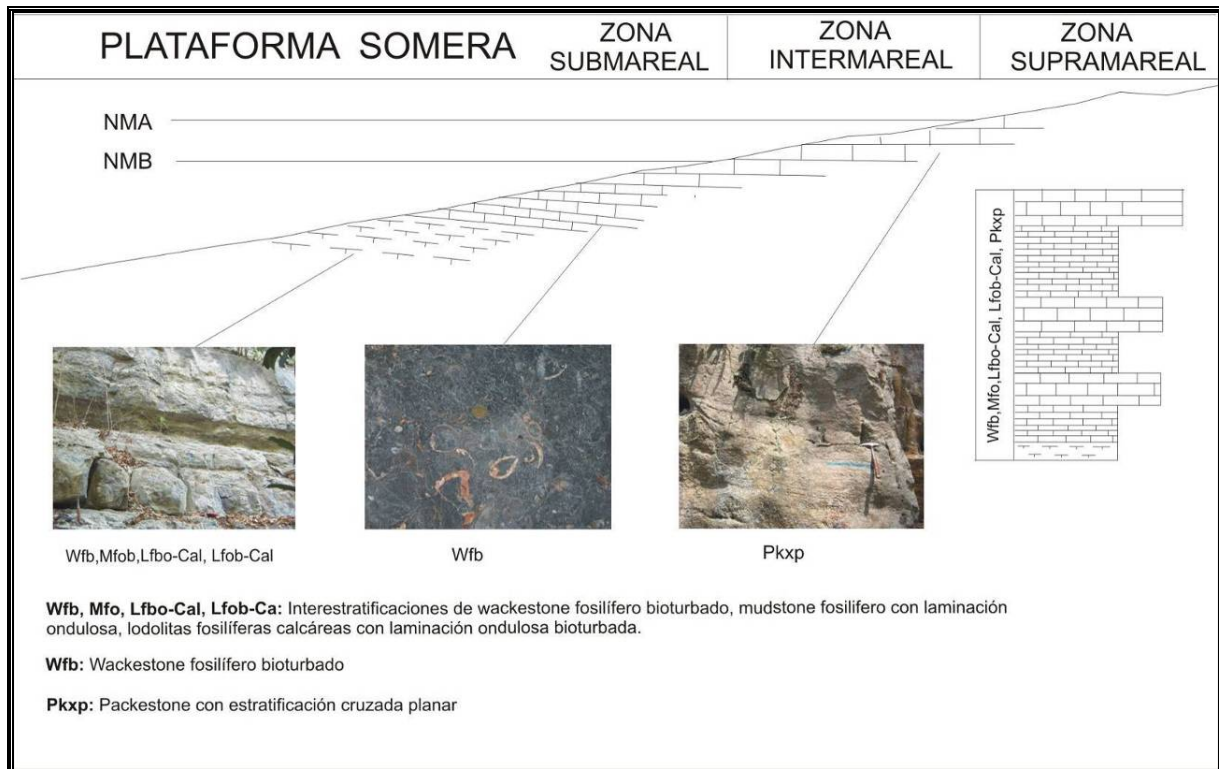 PLATAFORMA SOMERA
ZONA
SUBMAREAL
ZONA
INTERMAREAL
ZONA
SUPRAMAREAL
NMA
NMB
Wfb,Mfo,Lfbo-Cal, Lfob-Cal, Pkxp
Wfb,Mfob,Lfbo-Cal, Lfob-Cal
Wfb
Pkxp
Wfb, Mfo, Lfbo-Cal, Lfob-Ca: Interestratificaciones de wackestone fosilífero bioturbado, mudstone fosilifero con laminación
ondulosa, lodolitas fosilíferas calcáreas con laminación ondulosa bioturbada.
Wfb: Wackestone fosilífero bioturbado
Pkxp: Packestone con estratificación cruzada planar